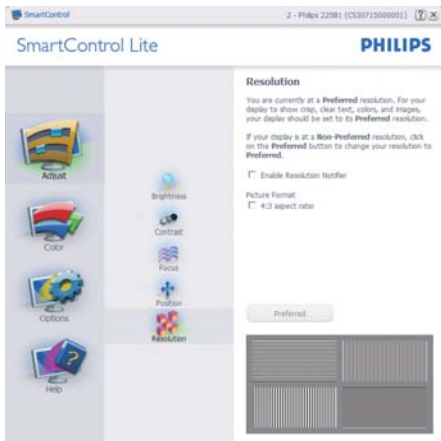 SmartControl
2 - Philips 225B1 (CS30715000001)
SmartControl Lite
PHILIPS
Adjust
Color
Options
Help
Brightness
Contrast
Focus
Position
Resolution
Resolution
You are currently at a Preferred resolution. For your
display to show crisp, clear text, colors, and images,
your display should be set to its Preferred resolution.
If your display is at a Non-Preferred resolution, click
on the Preferred button to change your resolution to
Preferred.
Enable Resolution Notifier
Picture Format
4:3 aspect ratio
Preferred